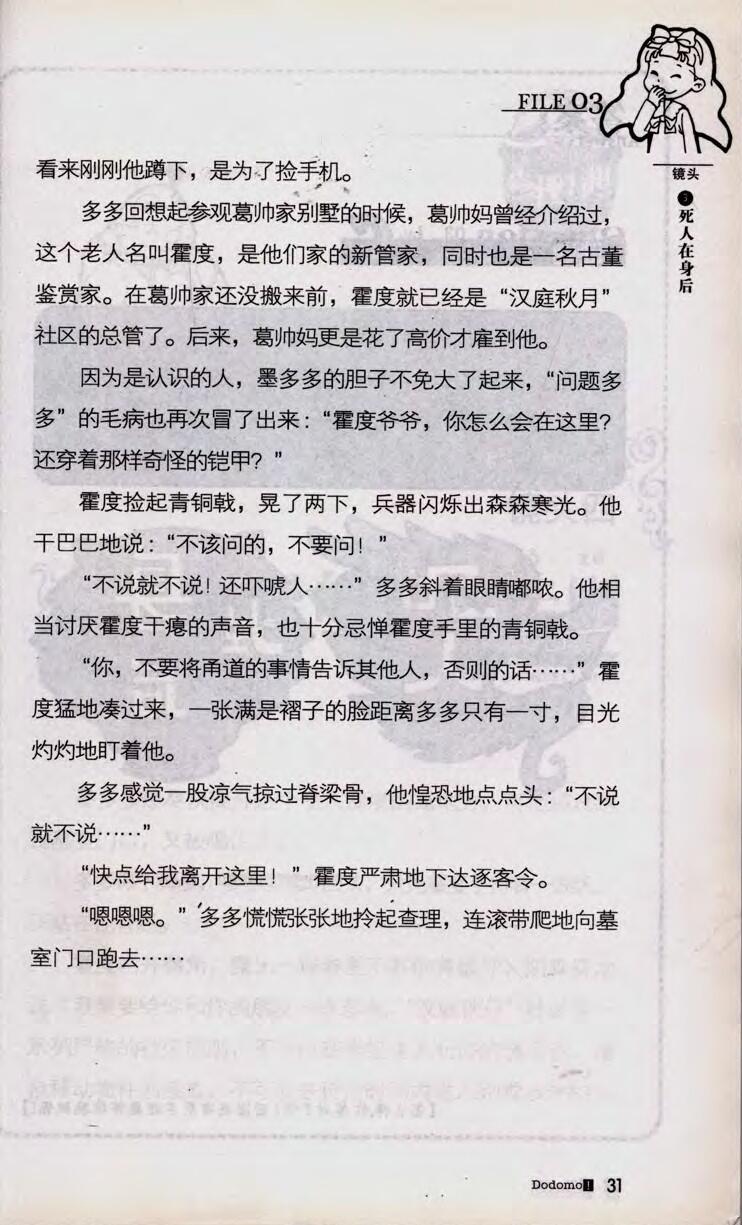 FILE 03
镜头
死人在身后
看来刚刚他蹲下，是为了捡手机。
多多回想起参观葛帅家别墅的时候，葛帅妈曾经介绍过，
这个老人名叫霍度，是他们家的新管家，同时也是一名古董
鉴赏家。在葛帅家还没搬来前，霍度就已经是“汉庭秋月”
社区的总管了。后来，葛帅妈更是花了高价才雇到他。
因为是认识的人，墨多多的胆子不免大了起来，“问题多
多”的毛病也再次冒了出来：“霍度爷爷，你怎么会在这里？
还穿着那样奇怪的铠甲？”
霍度捡起青铜戟，晃了两下，兵器闪烁出森森寒光。他
干巴巴地说：“不该问的，不要问！”
“不说就不说！还吓唬人……”多多斜着眼睛嘟哝。他相
当讨厌霍度干瘪的声音，也十分忌惮霍度手里的青铜戟。
“你，不要将甬道的事情告诉其他人，否则的话……”霍
度猛地凑过来，一张满是褶子的脸距离多多只有一寸，目光
灼灼地盯着他。
多多感觉一股凉气掠过脊梁骨，他惶恐地点点头：“不说
就不说……”
“快点给我离开这里！”霍度严肃地下达逐客令。
“嗯嗯嗯。”多多慌慌张张地拎起查理，连滚带爬地向墓
室门口跑去……
Dodomo! 31